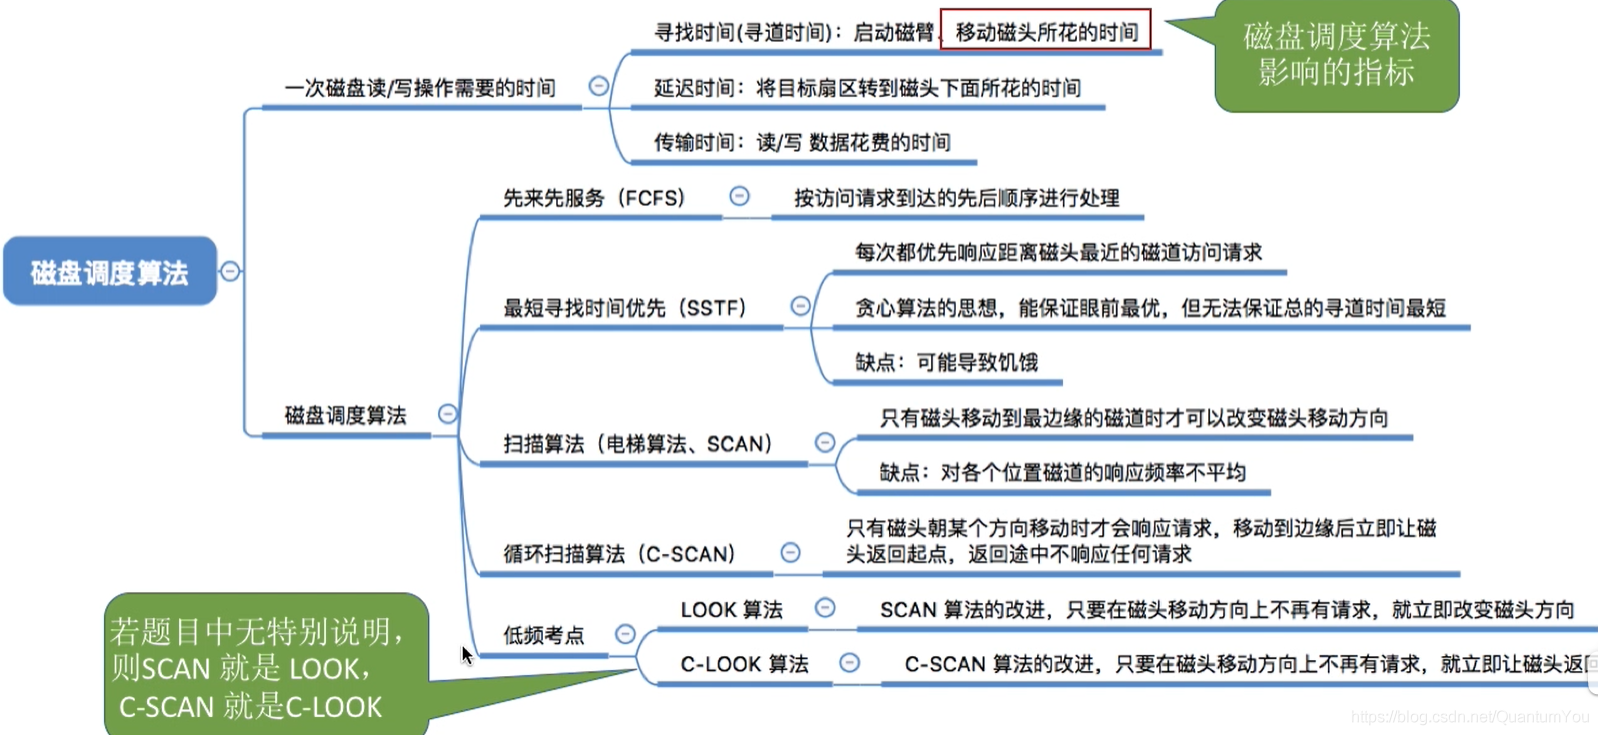 寻找时间(寻道时间)：启动磁臂、移动磁头所花的时间
磁盘调度算法
影响的指标
一次磁盘读/写操作需要的时间
延迟时间：将目标扇区转到磁头下面所花的时间
传输时间：读/写 数据花费的时间
先来先服务（FCFS）
按访问请求到达的先后顺序进行处理
磁盘调度算法
每次都优先响应距离磁头最近的磁道访问请求
最短寻找时间优先（SSTF）
贪心算法的思想，能保证眼前最优，但无法保证总的寻道时间最短
缺点：可能导致饥饿
磁盘调度算法
扫描算法（电梯算法、SCAN）
只有磁头移动到最边缘的磁道时才可以改变磁头移动方向
缺点：对各个位置磁道的响应频率不平均
循环扫描算法（C-SCAN）
只有磁头朝某个方向移动时才会响应请求，移动到边缘后立即让磁
头返回起点，返回途中不响应任何请求
低频考点
LOOK 算法
SCAN 算法的改进，只要在磁头移动方向上不再有请求，就立即改变磁头方向
C-LOOK 算法
C-SCAN 算法的改进，只要在磁头移动方向上不再有请求，就立即让磁头返回
若题目中无特别说明，
则SCAN 就是 LOOK，
C-SCAN 就是C-LOOK
https://blog.csdn.net/QuantumYou